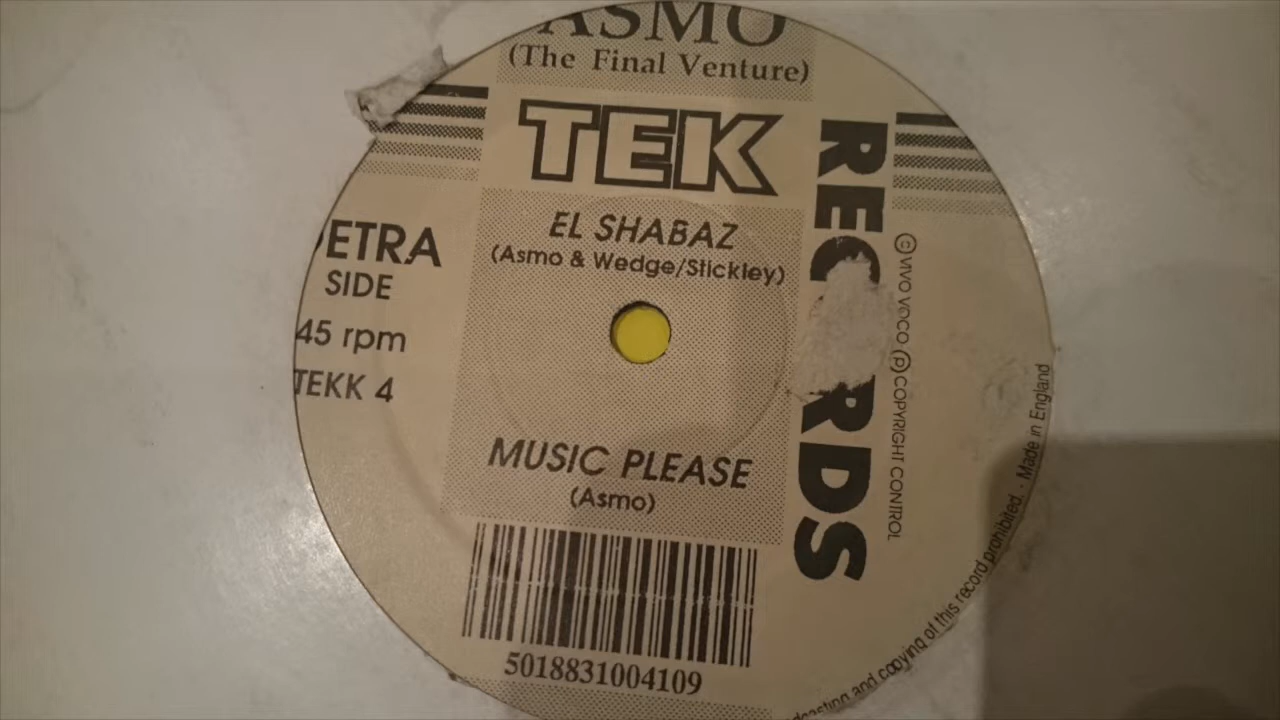 ASMO
(The Final Venture)
TEK
RECORDS
EL SHABAZ
(Asmo & Wedge/Stickley)
ETRA
SIDE
45 rpm
TEKK 4
MUSIC PLEASE
(Asmo)
5018831004109
ⓒ VIVO VOCO ⓟ COPYRIGHT CONTROL
and copying of this record prohibited. - Made in England